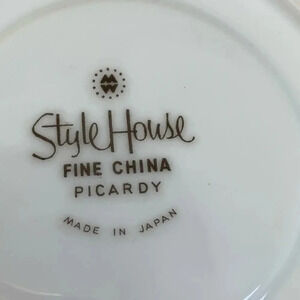 Style House
FINE CHINA
PICARDY
MADE IN JAPAN